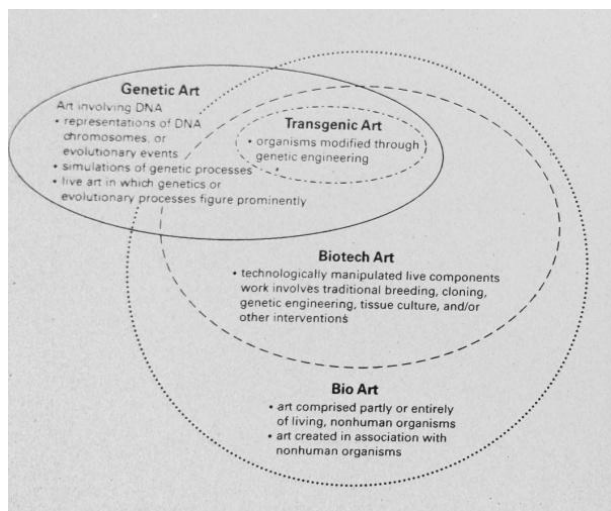 Genetic Art
Art involving DNA
• representations of DNA
chromosomes, or
evolutionary events
• simulations of genetic processes
• live art in which genetics or
evolutionary processes figure prominently
Transgenic Art
• organisms modified through
genetic engineering
Biotech Art
• technologically manipulated live components
work involves traditional breeding, cloning,
genetic engineering, tissue culture, and/or
other interventions
Bio Art
• art comprised partly or entirely
of living, nonhuman organisms
• art created in association with
nonhuman organisms